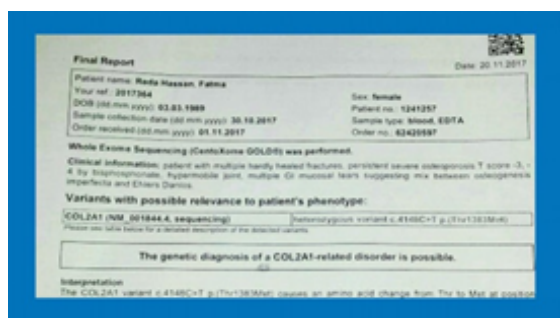 Final Report
Date: 20.11.2017
Patient name: Reda Hassan, Fatma
Your ref.: 2017364
Sex: female
DOB (dd.mm.yyyy): 03.03.1989
Patient no.: 1241257
Sample collection date (dd.mm.yyyy): 30.10.2017
Sample type: blood, EDTA
Order received (dd.mm.yyyy): 01.11.2017
Order no.: 62420597
Whole Exome Sequencing (CentoXome GOLD®) was performed.
Clinical information: patient with multiple hardly healed fractures, persistent severe osteoporosis T score -3, -
4 by bisphosphonate, hypermobile joint, multiple GI mucosal tears suggesting mix between osteogenesis
imperfecta and Ehlers Danlos.
Variants with possible relevance to patient's phenotype:
COL2A1 (NM_001844.4, sequencing)
heterozygous variant c.4148C>T p.(Thr1383Met)
Please see table below for a detailed description of the detected variants.
The genetic diagnosis of a COL2A1-related disorder is possible.
Interpretation
The COL2A1 variant c.4148C>T p.(Thr1383Met) causes an amino acid change from Thr to Met at position